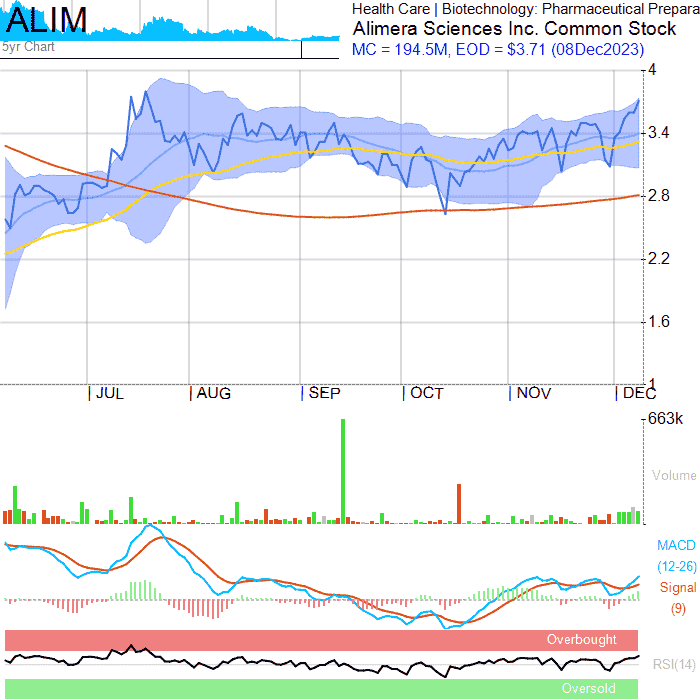 ALIM
Health Care | Biotechnology: Pharmaceutical Prepara
Alimera Sciences Inc. Common Stock
MC = 194.5M, EOD = $3.71 (08Dec2023)
5yr Chart
4
3.4
2.8
2.2
1.6
1
JUL AUG SEP OCT NOV DEC
663k
Volume
MACD
(12-26)
Signal
(9)
Overbought
RSI(14)
Oversold